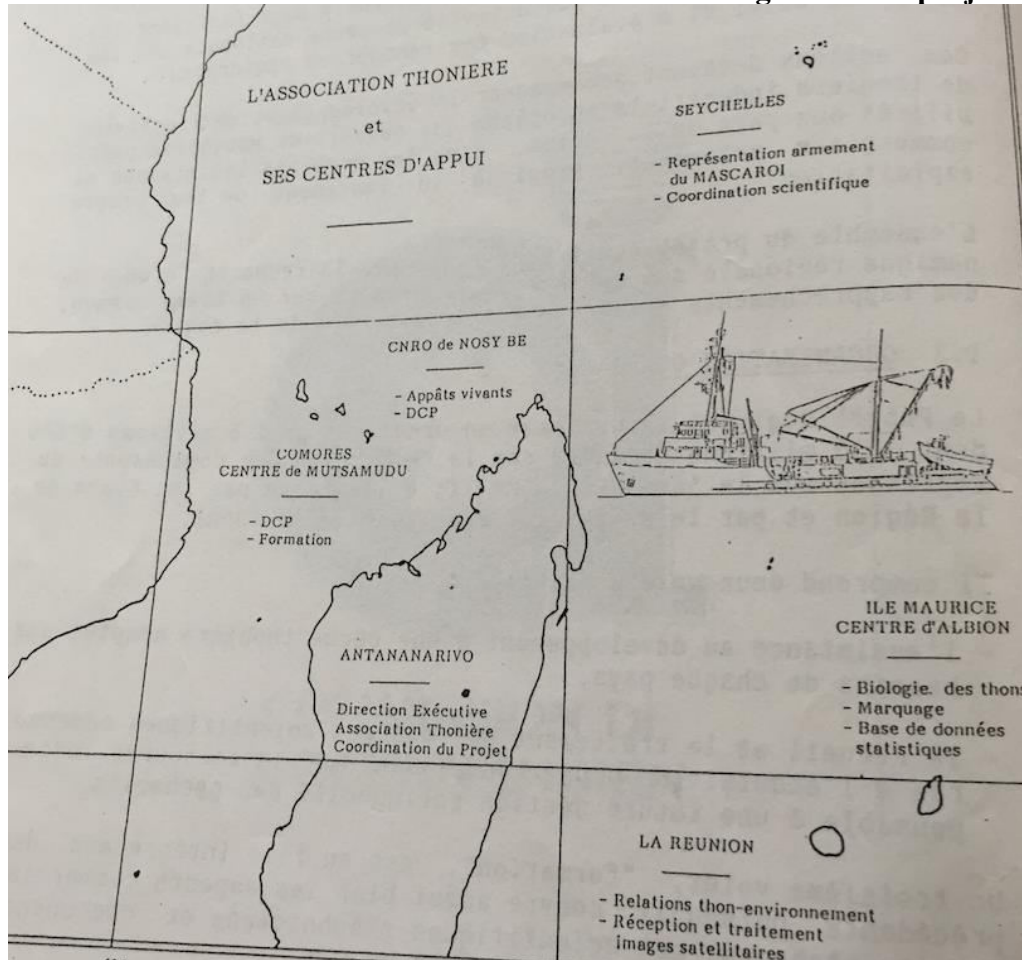 L'ASSOCIATION THONIERE
et
SES CENTRES D'APPUI
SEYCHELLES
- Représentation armement
du MASCAROI
- Coordination scientifique
CNRO de NOSY BE
- Appâts vivants
- DCP
COMORES
CENTRE de MUTSAMUDU
- DCP
- Formation
ANTANANARIVO
Direction Exécutive
Association Thonière
Coordination du Projet
ILE MAURICE
CENTRE d'ALBION
- Biologie. des thons
- Marquage
- Base de données
statistiques
LA REUNION
- Relations thon-environnement
- Réception et traitement
images satellitaires